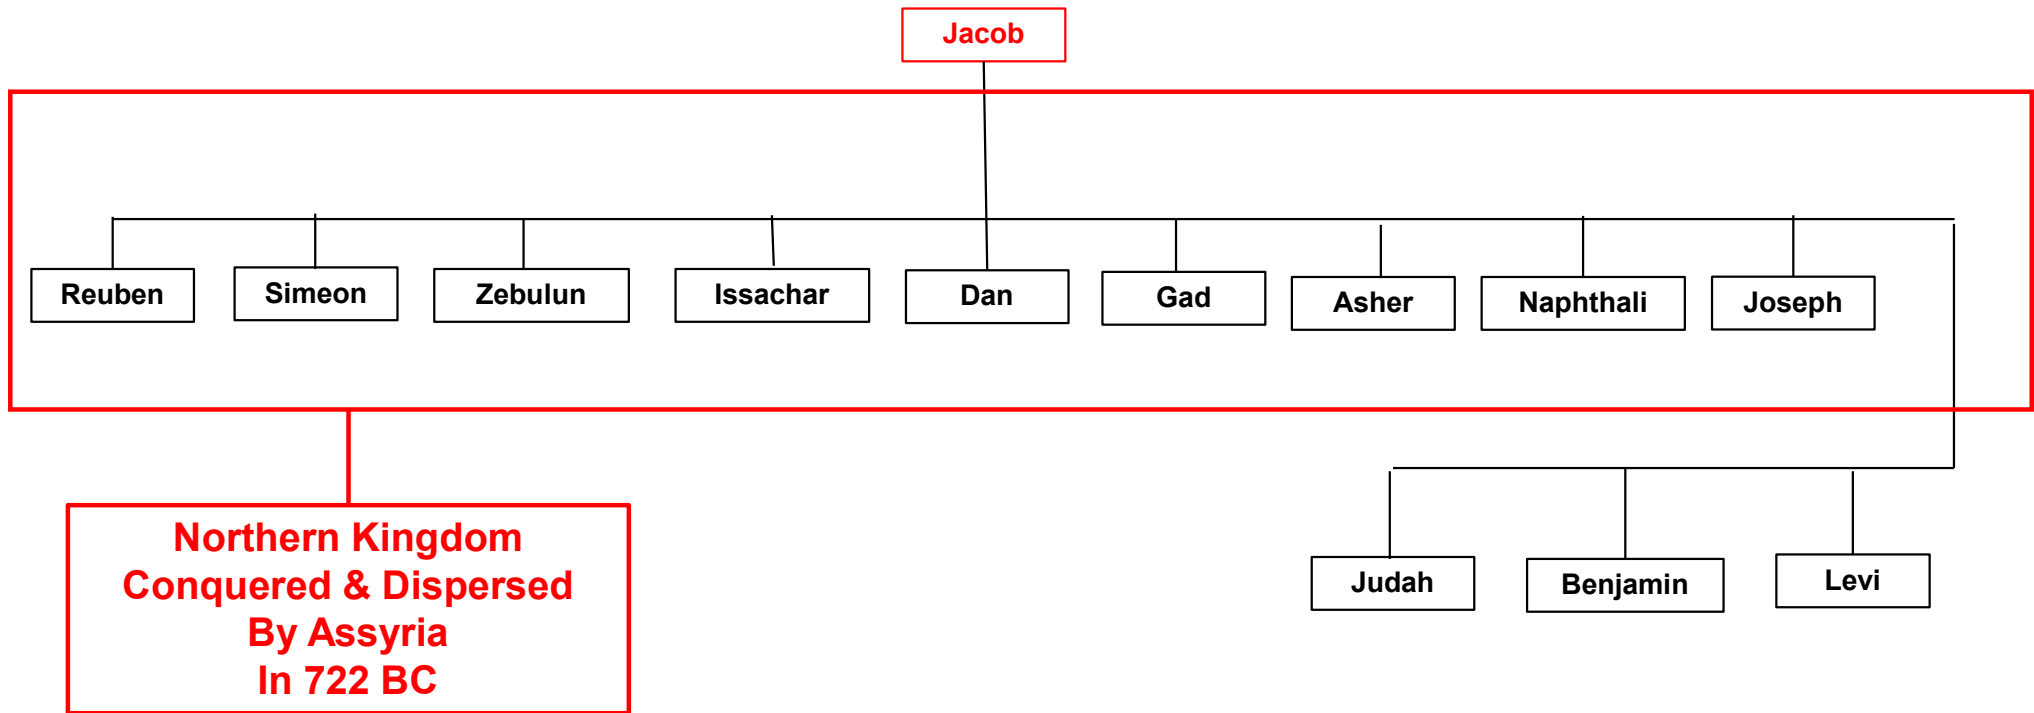 Jacob
Reuben
Simeon
Zebulun
Issachar
Dan
Gad
Asher
Naphthali
Joseph
Northern Kingdom
Conquered & Dispersed
By Assyria
In 722 BC
Judah
Benjamin
Levi